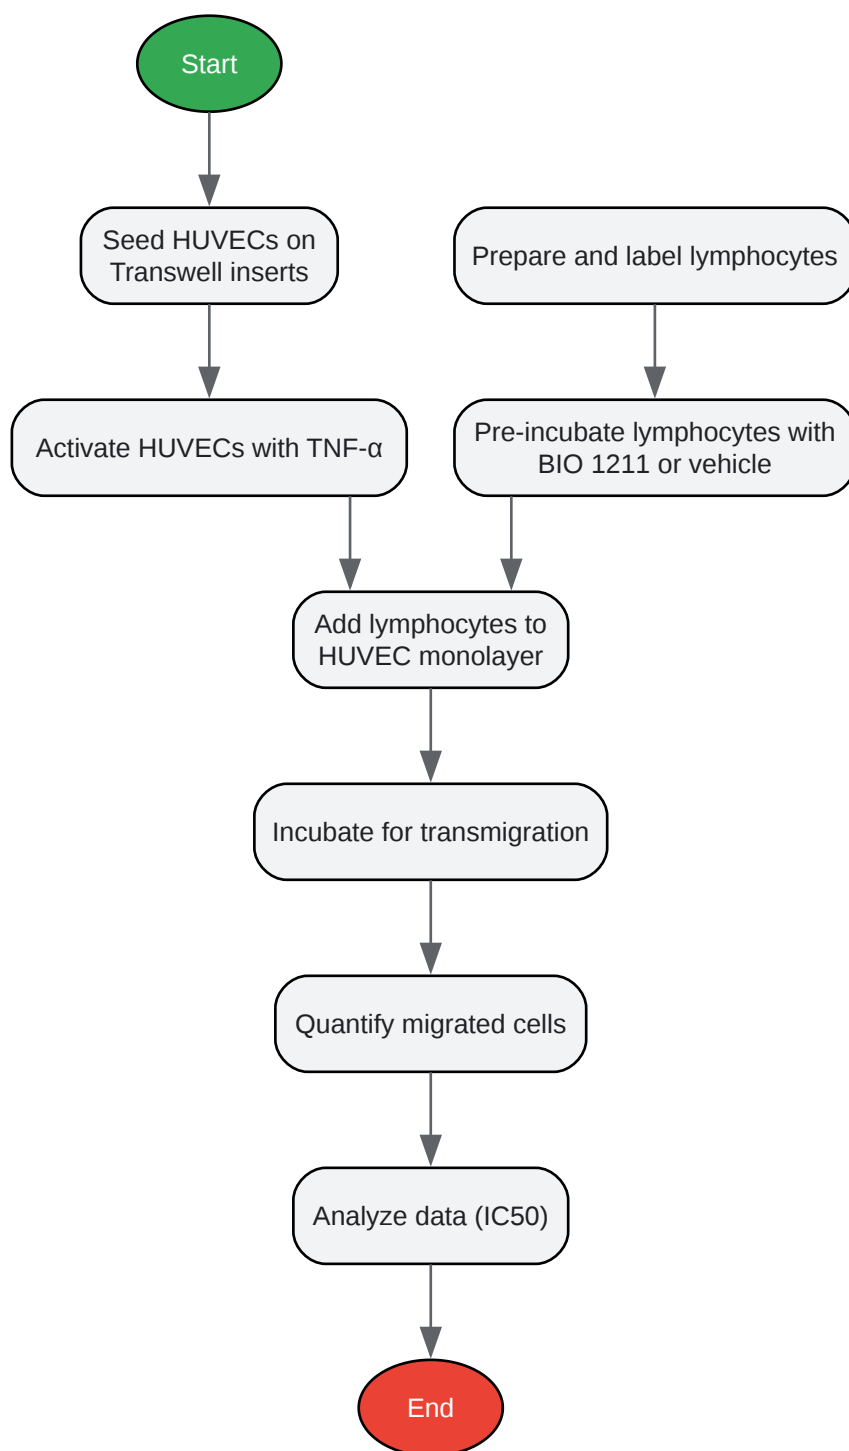 Start
Seed HUVECs on
Transwell inserts
Prepare and label lymphocytes
Activate HUVECs with TNF-α
Pre-incubate lymphocytes with
BIO 1211 or vehicle
Add lymphocytes to
HUVEC monolayer
Incubate for transmigration
Quantify migrated cells
Analyze data (IC50)
End